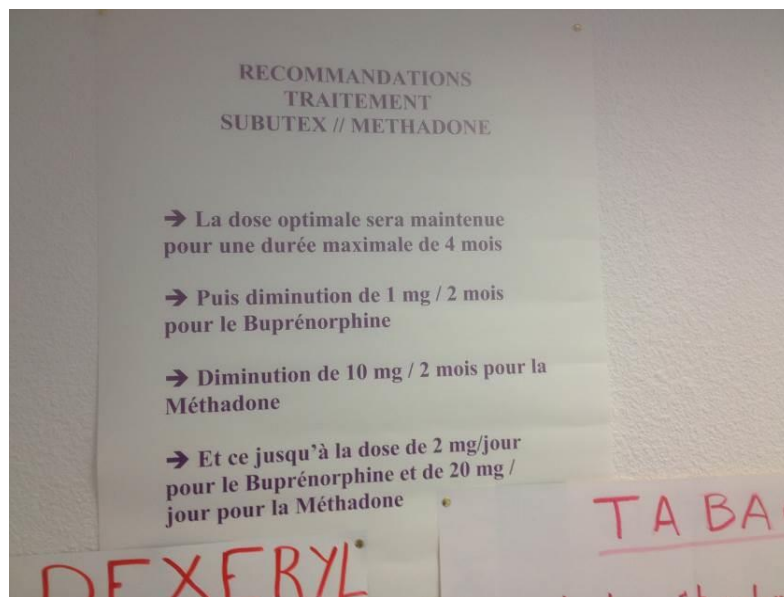 RECOMMANDATIONS
TRAITEMENT
SUBUTEX // METHADONE
➔ La dose optimale sera maintenue
pour une durée maximale de 4 mois
➔ Puis diminution de 1 mg / 2 mois
pour le Buprénorphine
➔ Diminution de 10 mg / 2 mois pour la
Méthadone
➔ Et ce jusqu'à la dose de 2 mg/jour
pour le Buprénorphine et de 20 mg /
jour pour la Méthadone
DEXERYL
TABA